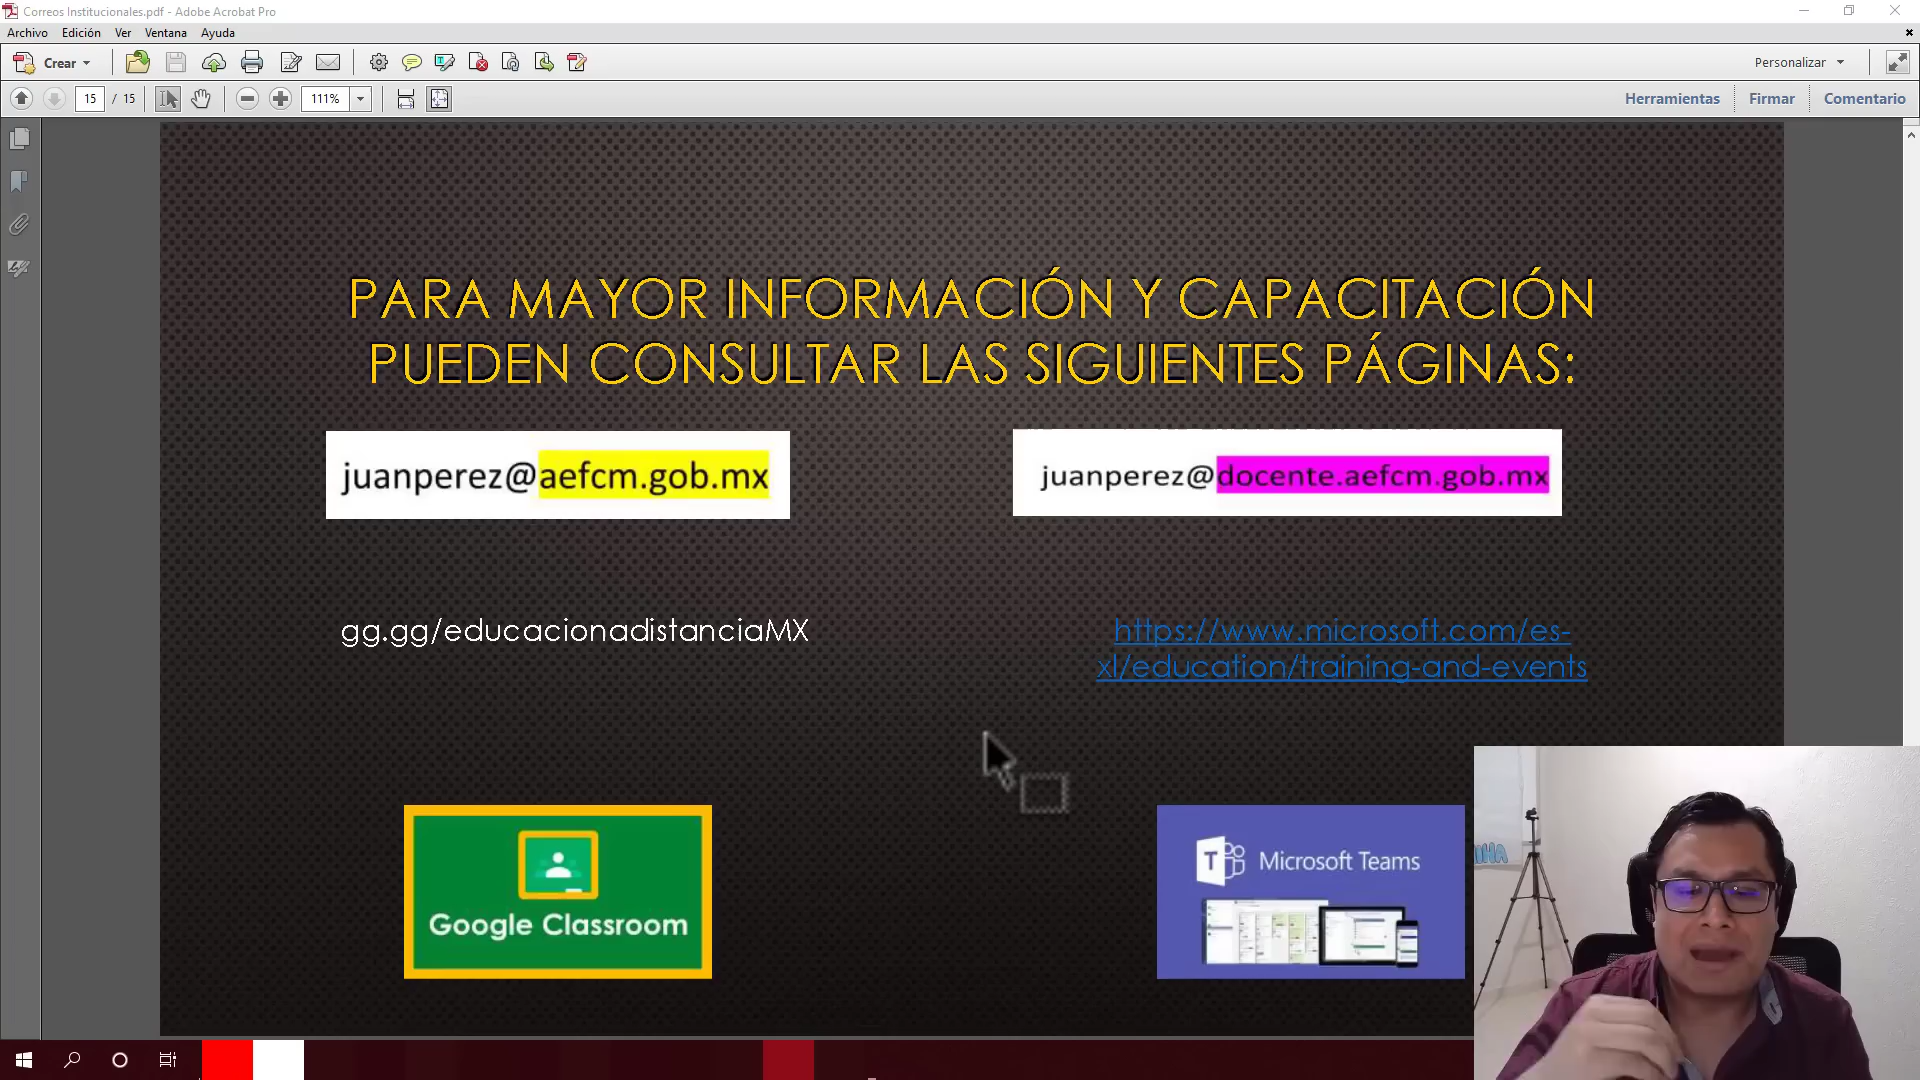 Correos Institucionales.pdf - Adobe Acrobat Pro
Archivo Edición Ver Ventana Ayuda
Crear
Personalizar
15 / 15
111%
Herramientas Firmar Comentario
PARA MAYOR INFORMACIÓN Y CAPACITACIÓN
PUEDEN CONSULTAR LAS SIGUIENTES PÁGINAS:
juanperez@aefcm.gob.mx
juanperez@docente.aefcm.gob.mx
gg.gg/educacionadistanciaMX
https://www.microsoft.com/es-
xl/education/training-and-events
Google Classroom
T
Microsoft Teams